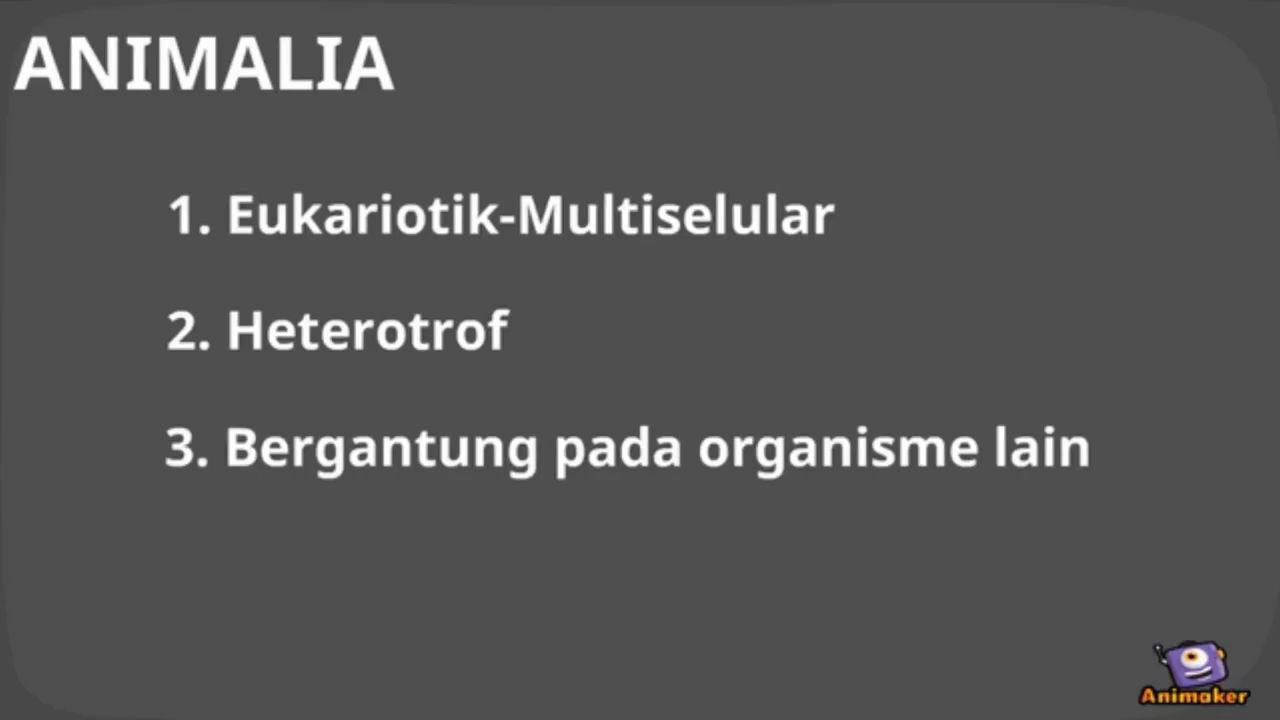 ANIMALIA
1. Eukariotik-Multiselular
2. Heterotrof
3. Bergantung pada organisme lain
Animaker